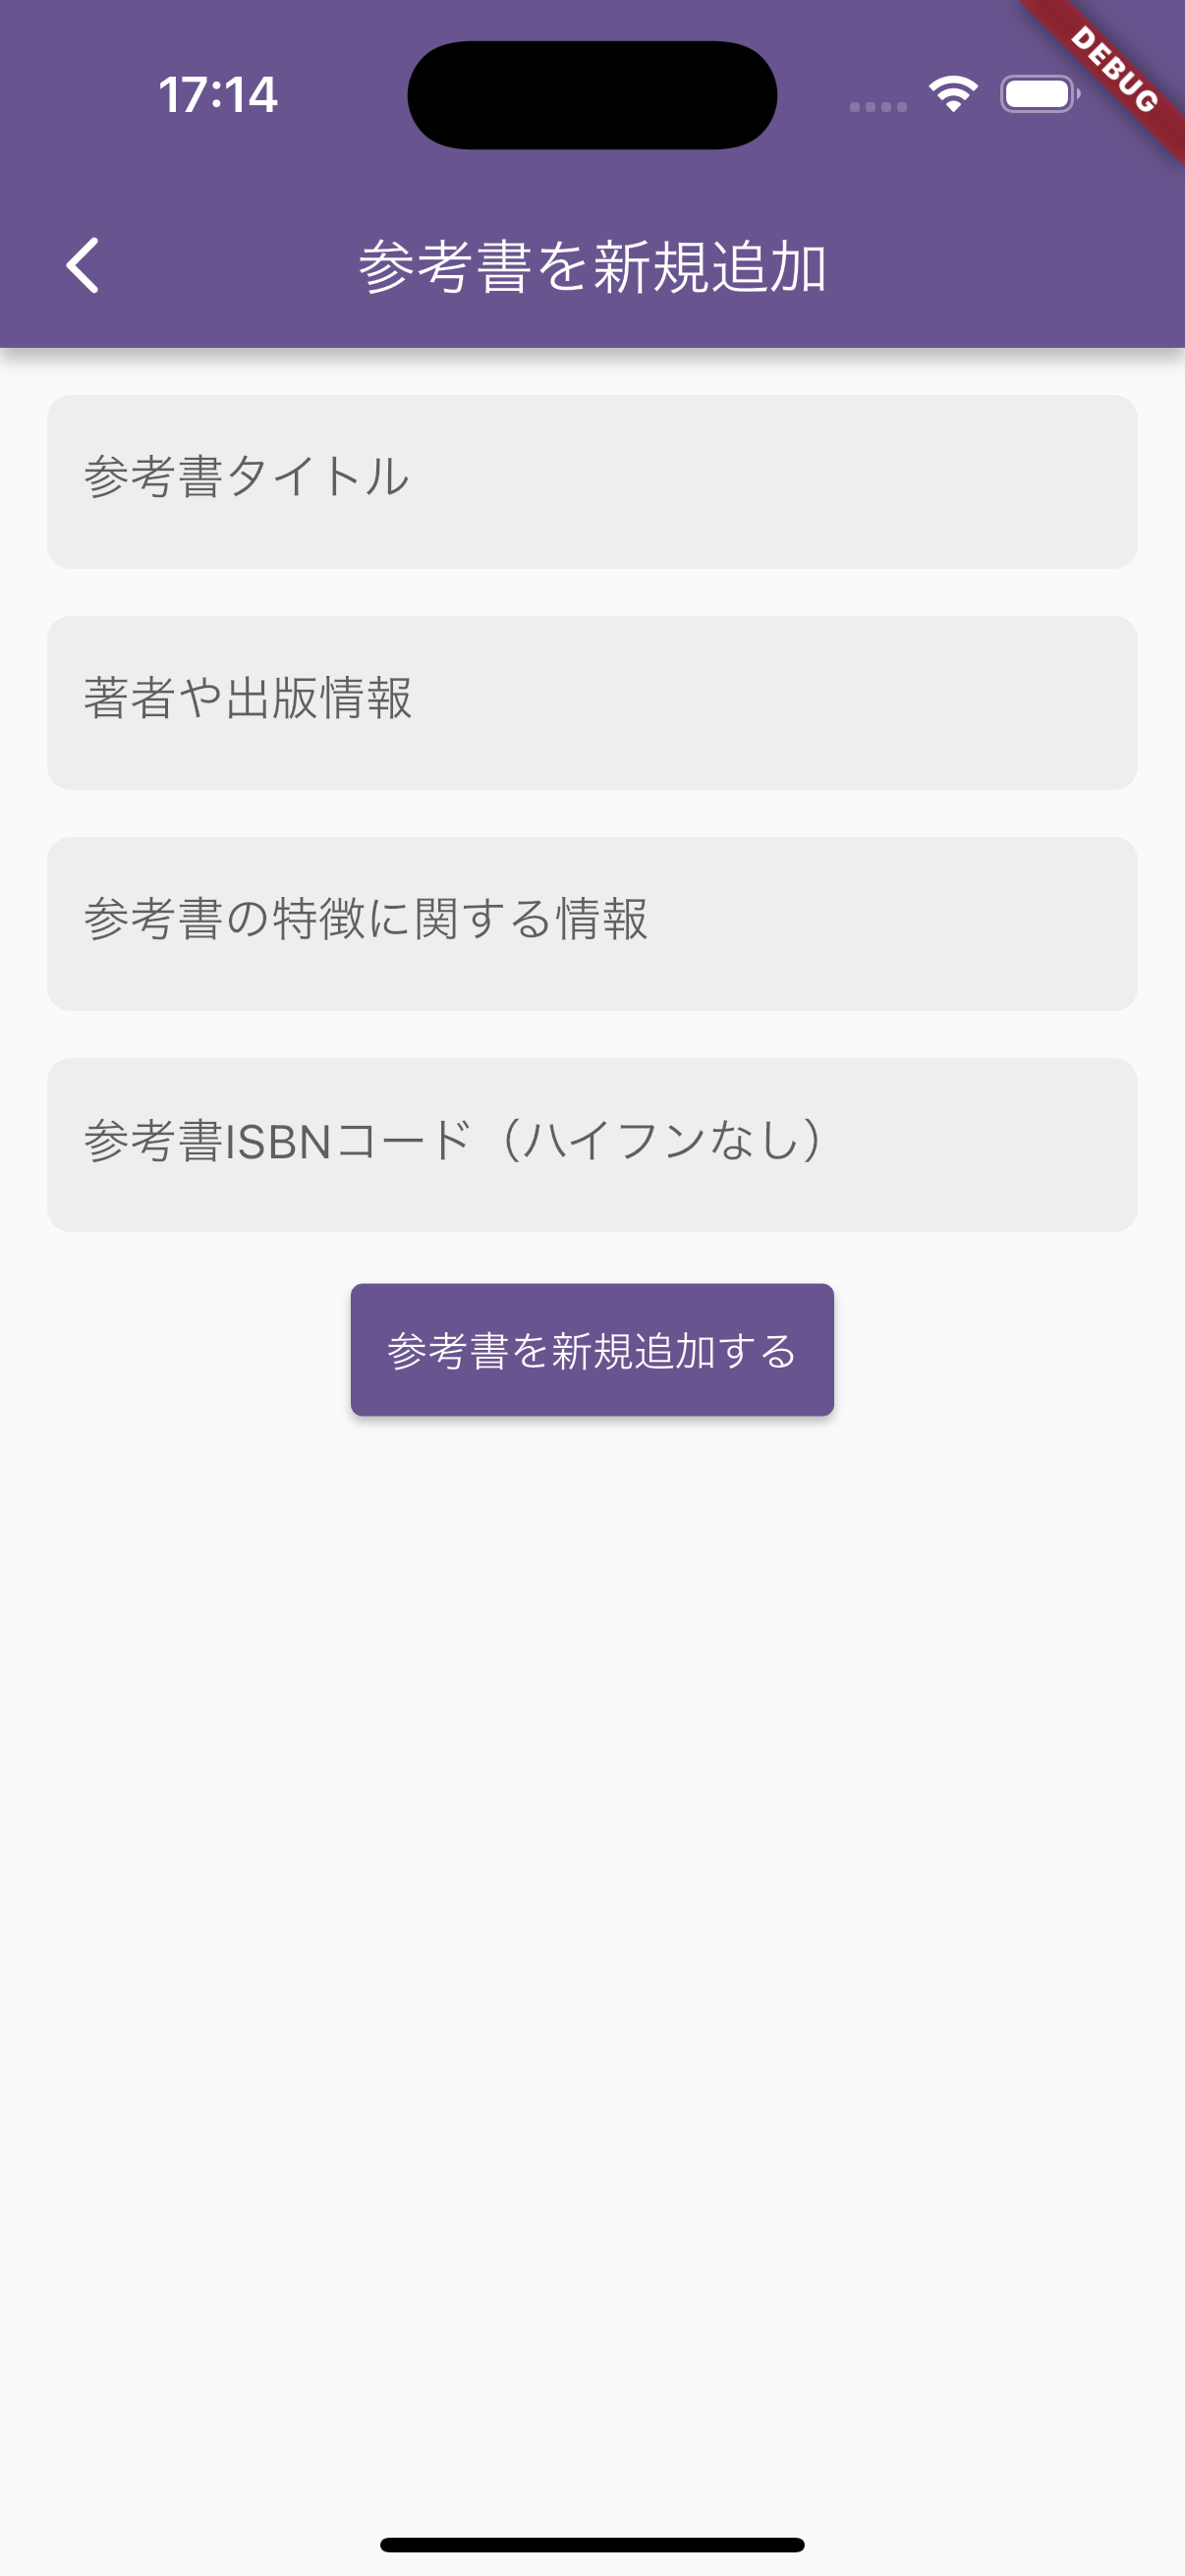 17:14
DEBUG
参考書を新規追加
参考書タイトル
著者や出版情報
参考書の特徴に関する情報
参考書ISBNコード（ハイフンなし）
参考書を新規追加する